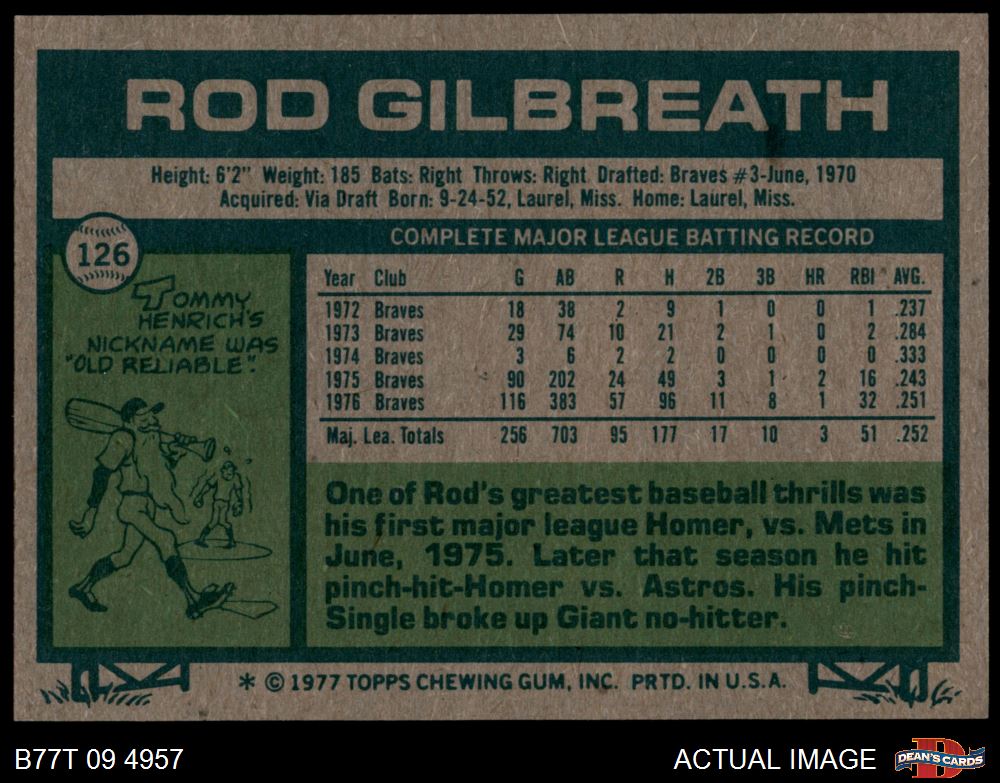 ROD GILBREATH
Height: 6'2" Weight: 185 Bats: Right Throws: Right Drafted: Braves #3-June, 1970
Acquired: Via Draft Born: 9-24-52, Laurel, Miss. Home: Laurel, Miss.
126
TOMMY
HENRICH'S
NICKNAME WAS
"OLD RELIABLE".
COMPLETE MAJOR LEAGUE BATTING RECORD
Year Club G AB R H 2B 3B HR RBI AVG.
1972 Braves 18 38 2 9 1 0 0 1 .237
1973 Braves 29 74 10 21 2 1 0 2 .284
1974 Braves 3 6 2 2 0 0 0 0 .333
1975 Braves 90 202 24 49 3 1 2 16 .243
1976 Braves 116 383 57 96 11 8 1 32 .251
Maj. Lea. Totals 256 703 95 177 17 10 3 51 .252
One of Rod's greatest baseball thrills was
his first major league Homer, vs. Mets in
June, 1975. Later that season he hit
pinch-hit-Homer vs. Astros. His pinch-
Single broke up Giant no-hitter.
* © 1977 TOPPS CHEWING GUM, INC. PRTD. IN U.S.A.
B77T 09 4957
ACTUAL IMAGE
D
DEAN'S CARDS